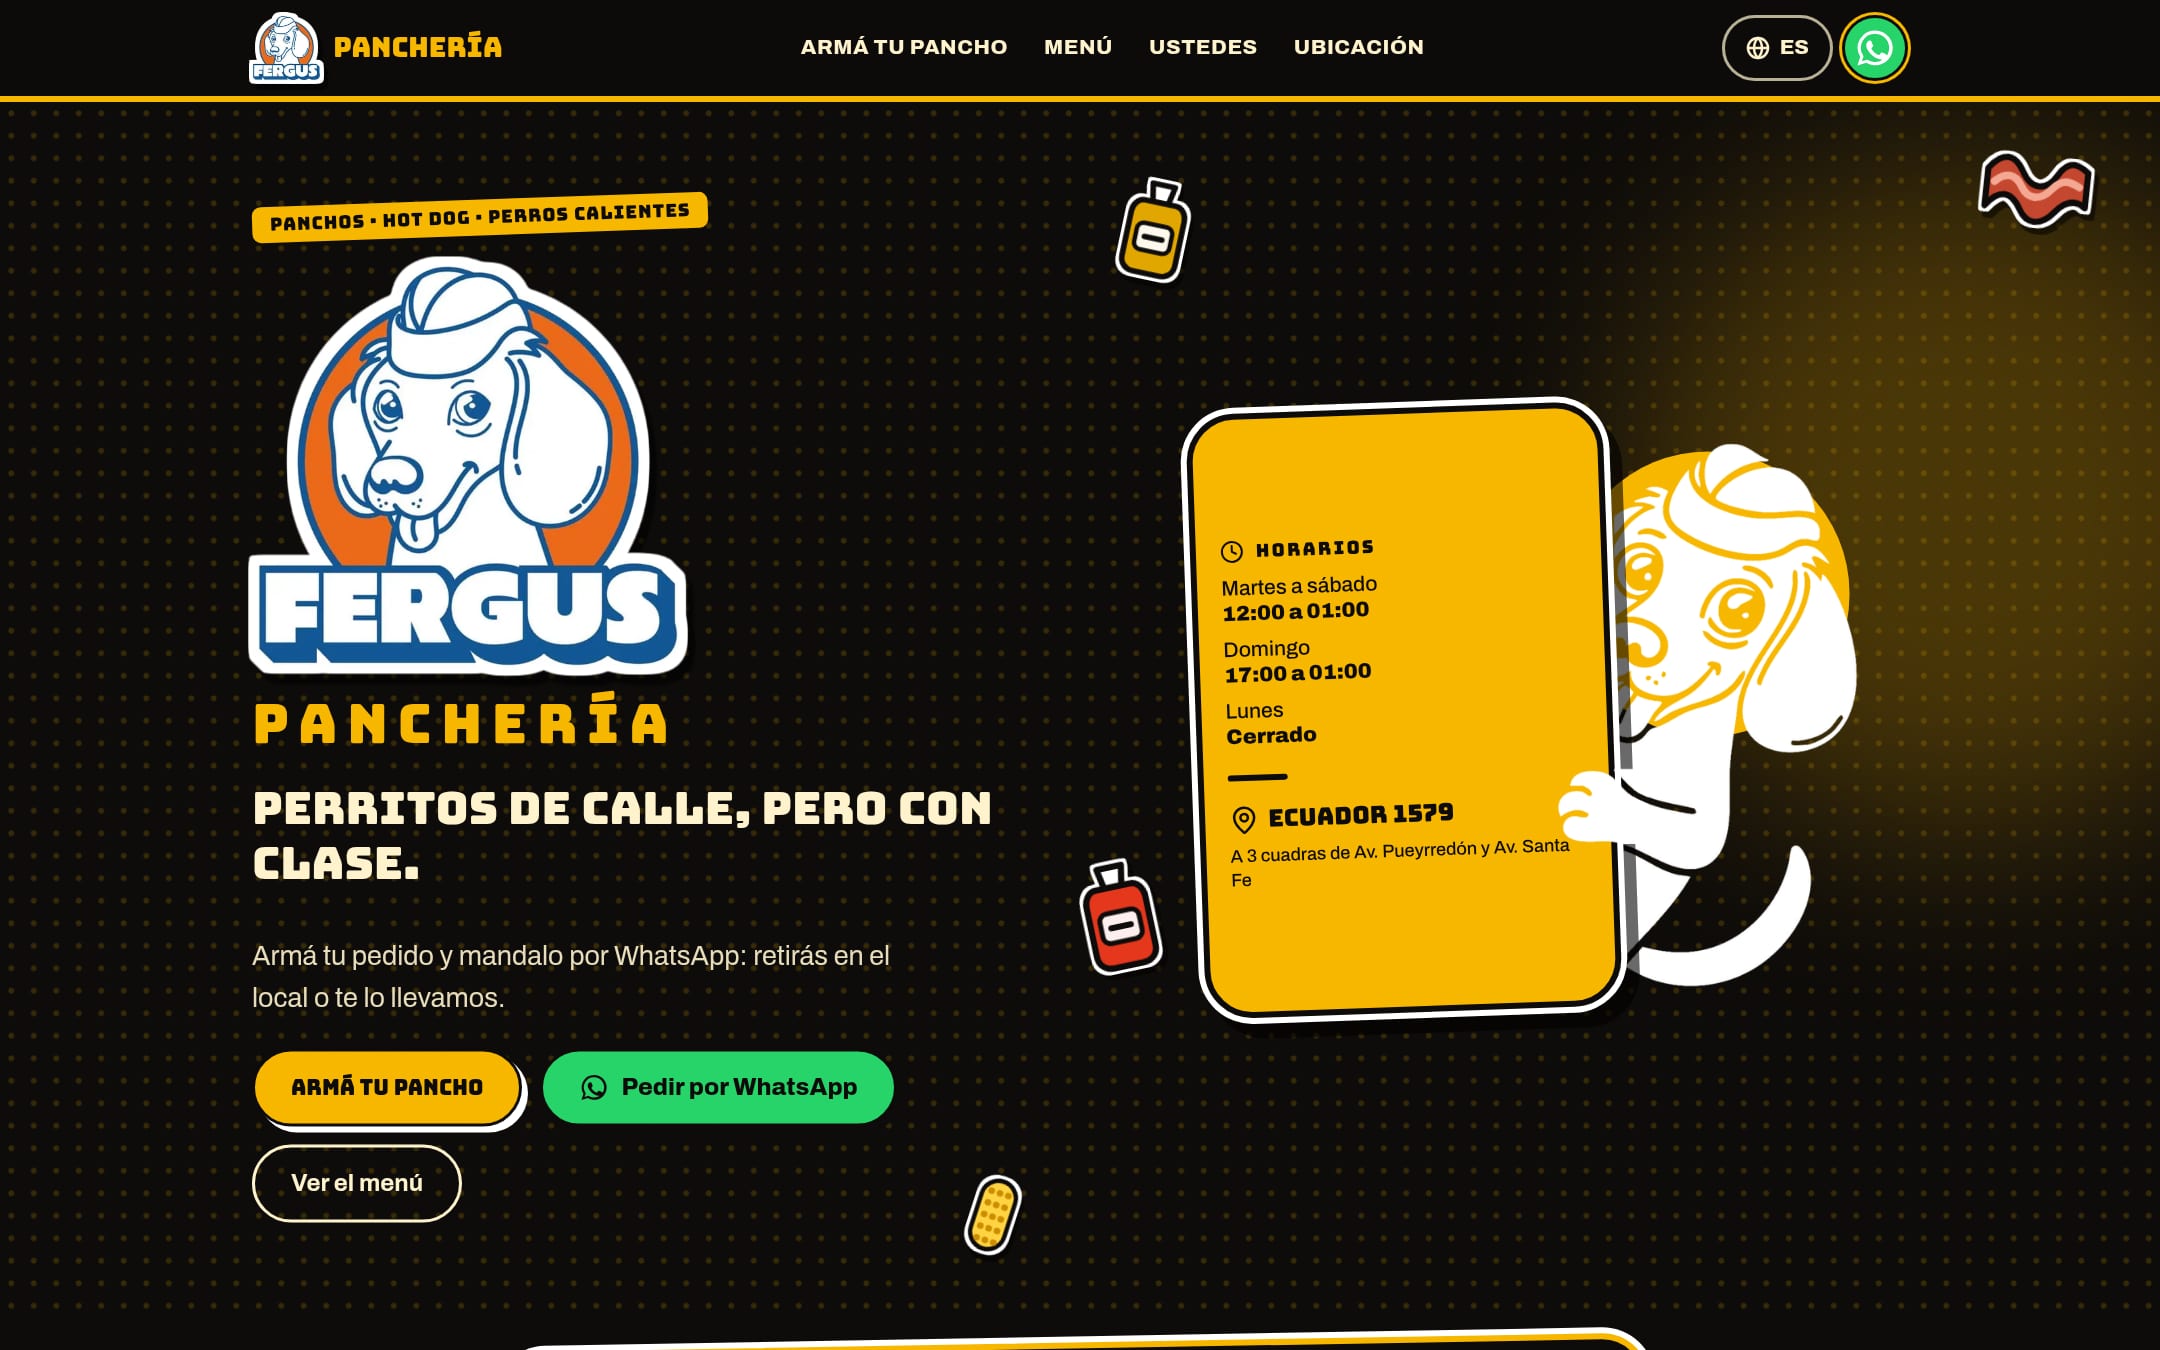 FERGUS
PANCHERÍA
ARMÁ TU PANCHO
MENÚ
USTEDES
UBICACIÓN
ES
PANCHOS · HOT DOG · PERROS CALIENTES
FERGUS
PANCHERÍA
PERRITOS DE CALLE, PERO CON
CLASE.
Armá tu pedido y mandalo por WhatsApp: retirás en el
local o te lo llevamos.
ARMÁ TU PANCHO
Pedir por WhatsApp
Ver el menú
HORARIOS
Martes a sábado
12:00 a 01:00
Domingo
17:00 a 01:00
Lunes
Cerrado
ECUADOR 1579
A 3 cuadras de Av. Pueyrredón y Av. Santa
Fe